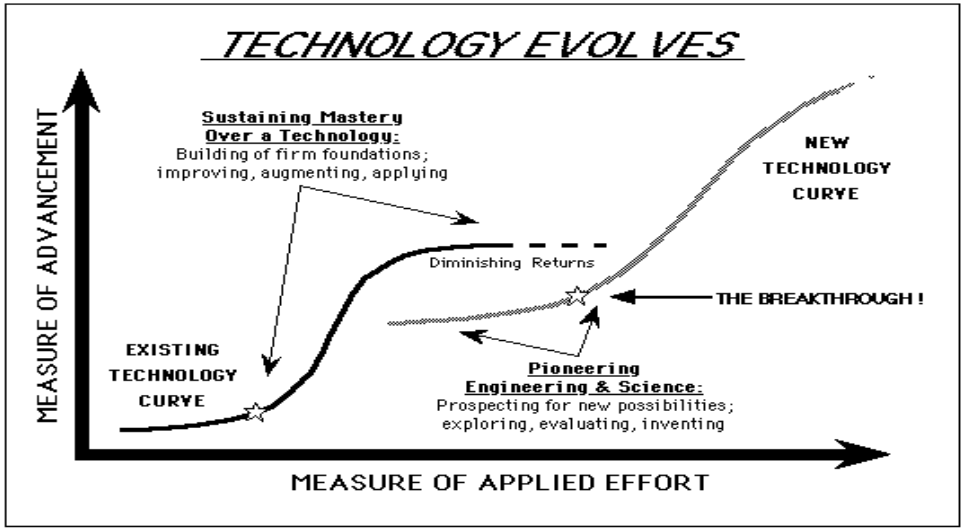 TECHNOLOGY EVOLVES
MEASURE OF ADVANCEMENT
Sustaining Mastery
Over a Technology:
Building of firm foundations;
improving, augmenting, applying
NEW
TECHNOLOGY
CURVE
Diminishing Returns
THE BREAKTHROUGH !
EXISTING
TECHNOLOGY
CURVE
Pioneering
Engineering & Science:
Prospecting for new possibilities;
exploring, evaluating, inventing
MEASURE OF APPLIED EFFORT